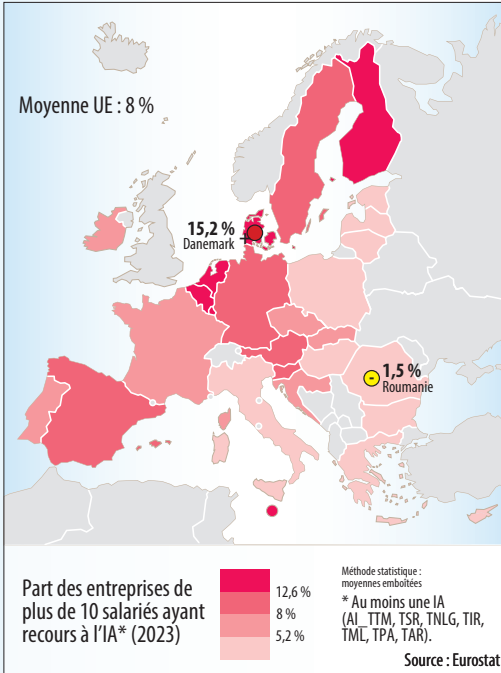 Moyenne UE : 8 %
15,2 %
Danemark
1,5 %
Roumanie
Part des entreprises de
plus de 10 salariés ayant
recours à l'IA* (2023)
12,6 %
8 %
5,2 %
Méthode statistique :
moyennes emboîtées
* Au moins une IA
(AI_TTM, TSR, TNLG, TIR,
TML, TPA, TAR).
Source : Eurostat